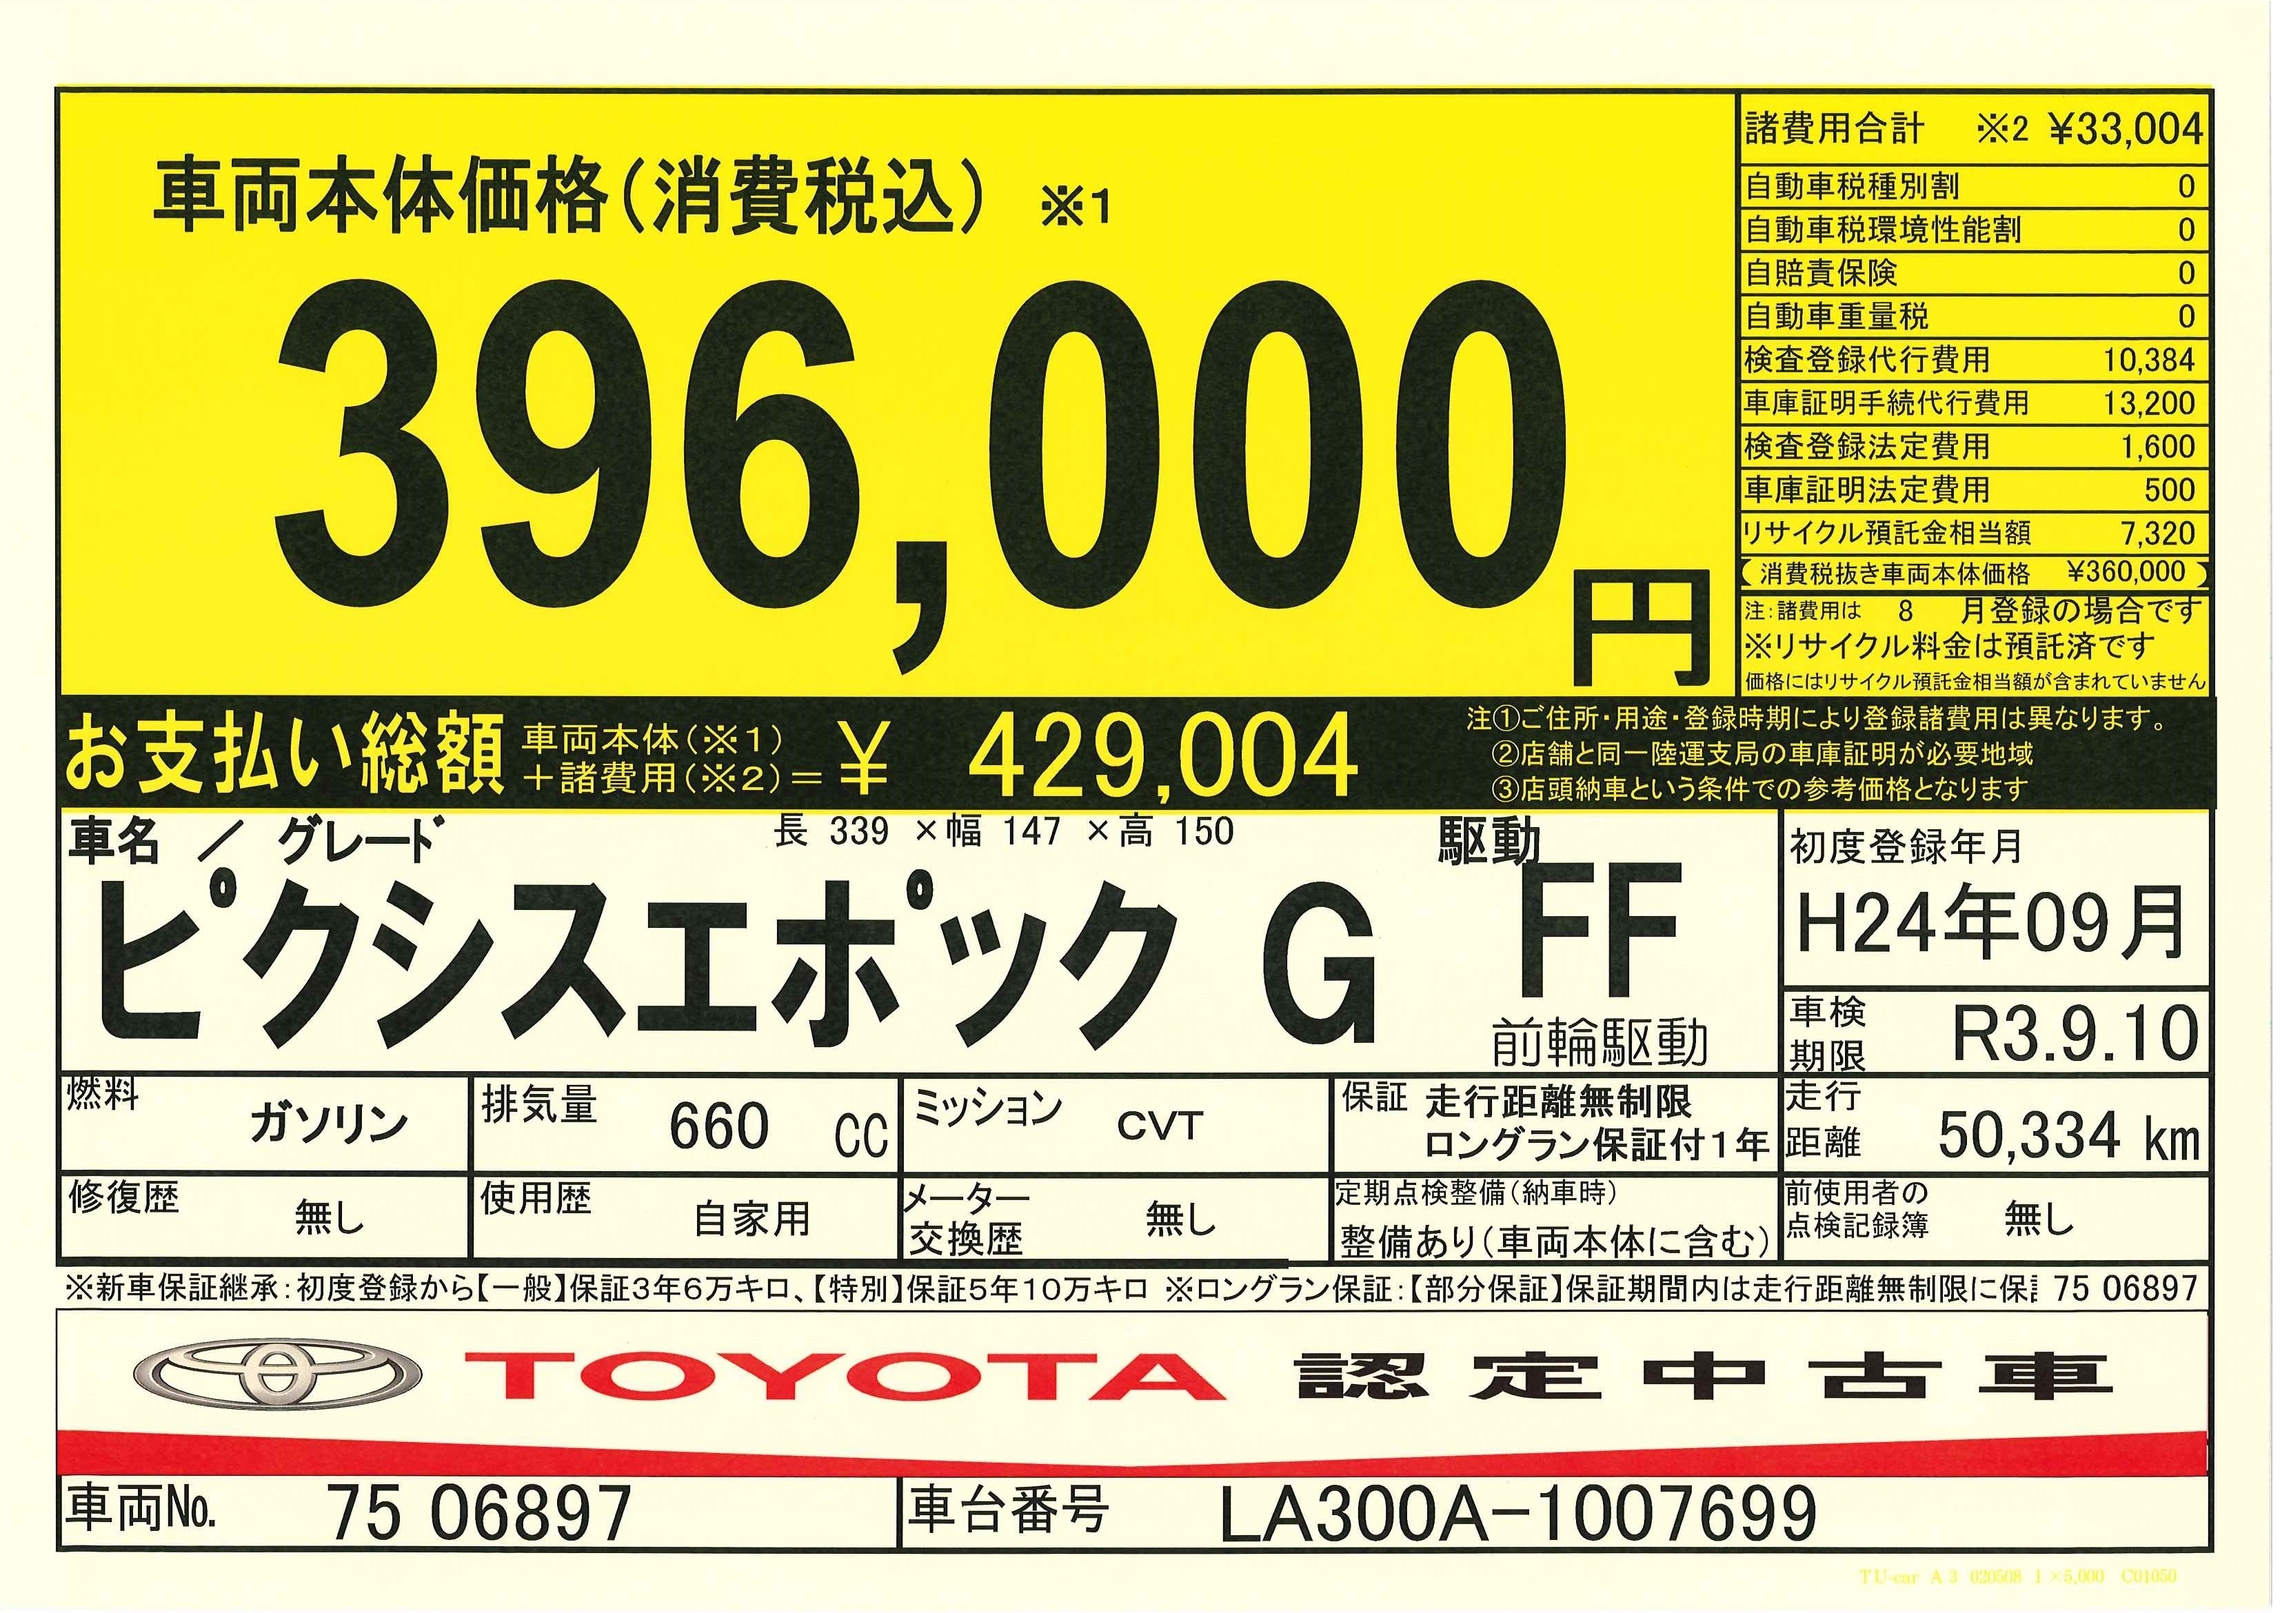 車両本体価格(消費税込) ※1
396,000円
諸費用合計 ※2 ¥33,004
自動車税種別割 0
自動車税環境性能割 0
自賠責保険 0
自動車重量税 0
検査登録代行費用 10,384
車庫証明手続代行費用 13,200
検査登録法定費用 1,600
車庫証明法定費用 500
リサイクル預託金相当額 7,320
( 消費税抜き車両本体価格 ¥360,000 )
注:諸費用は 8 月登録の場合です
※リサイクル料金は預託済です
価格にはリサイクル預託金相当額が含まれていません
お支払い総額 車両本体(※1)
+諸費用(※2)= ¥ 429,004
注①ご住所・用途・登録時期により登録諸費用は異なります。
②店舗と同一陸運支局の車庫証明が必要地域
③店頭納車という条件での参考価格となります
車名 / グレード 長 339 ×幅 147 ×高 150
ピクシスエポック G
駆動 FF
前輪駆動
初度登録年月
H24年09月
車検期限 R3.9.10
燃料 ガソリン
排気量 660 CC
ミッション CVT
保証 走行距離無制限
ロングラン保証付1年
走行距離 50,334 km
修復歴 無し
使用歴 自家用
メーター交換歴 無し
定期点検整備(納車時)
整備あり(車両本体に含む)
前使用者の点検記録簿 無し
※新車保証継承:初度登録から【一般】保証3年6万キロ、【特別】保証5年10万キロ ※ロングラン保証:【部分保証】保証期間内は走行距離無制限に保 75 06897
TOYOTA 認定中古車
車両No. 75 06897
車台番号 LA300A-1007699
TU-car A3 020508 1×5,000 C01050